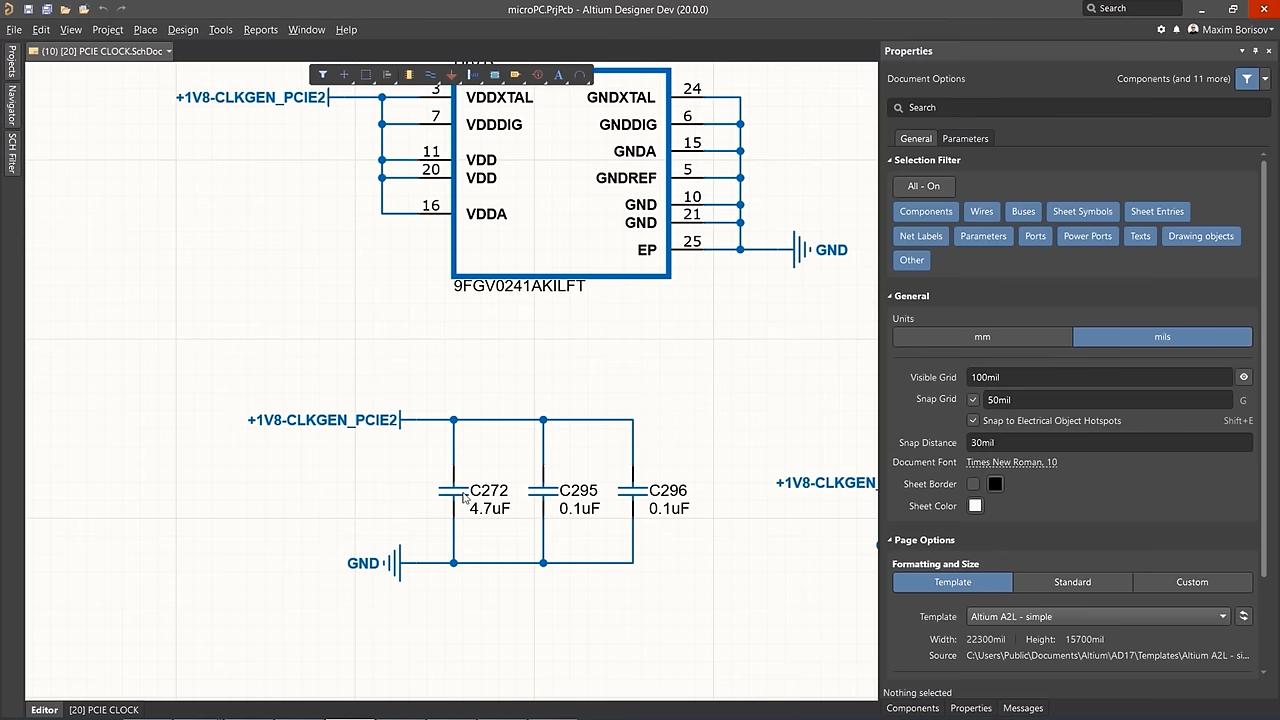 microPC.PrjPcb - Altium Designer Dev (20.0.0)
Search
File Edit View Project Place Design Tools Reports Window Help
Maxim Borisov
Projects
Navigator
SCH Filter
(10) [20] PCIE CLOCK.SchDoc
+1V8-CLKGEN_PCIE2
3 VDDXTAL GNDXTAL 24
7 VDDDIG GNDDIG 6
GNDA 15
11 VDD
20 VDD GNDREF 5
GND 10
16 VDDA GND 21
EP 25
GND
9FGV0241AKILFT
+1V8-CLKGEN_PCIE2
C272 C295 C296
4.7uF 0.1uF 0.1uF
GND
+1V8-CLKGEN_
Properties
Document Options Components (and 11 more)
Search
General Parameters
Selection Filter
All - On
Components Wires Buses Sheet Symbols Sheet Entries
Net Labels Parameters Ports Power Ports Texts Drawing objects
Other
General
Units
mm mils
Visible Grid 100mil
Snap Grid 50mil G
Snap to Electrical Object Hotspots Shift+E
Snap Distance 30mil
Document Font Times New Roman, 10
Sheet Border
Sheet Color
Page Options
Formatting and Size
Template Standard Custom
Template Altium A2L - simple
Width: 22300mil Height: 15700mil
Source C:\Users\Public\Documents\Altium\AD17\Templates\Altium A2L - si...
Nothing selected
Components Properties Messages
Editor [20] PCIE CLOCK